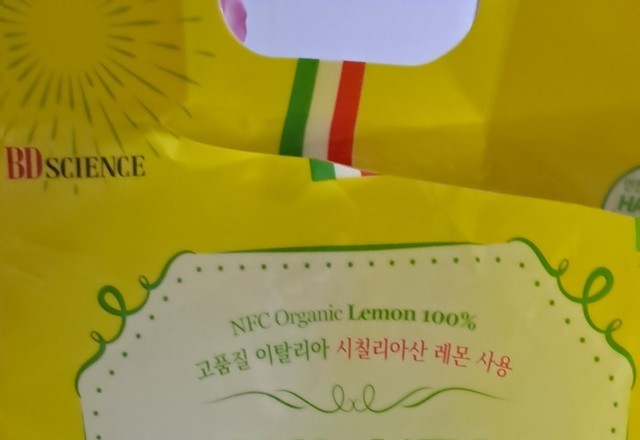 BD SCIENCE
NFC Organic Lemon 100%
고품질 이탈리아 시칠리아산 레몬 사용